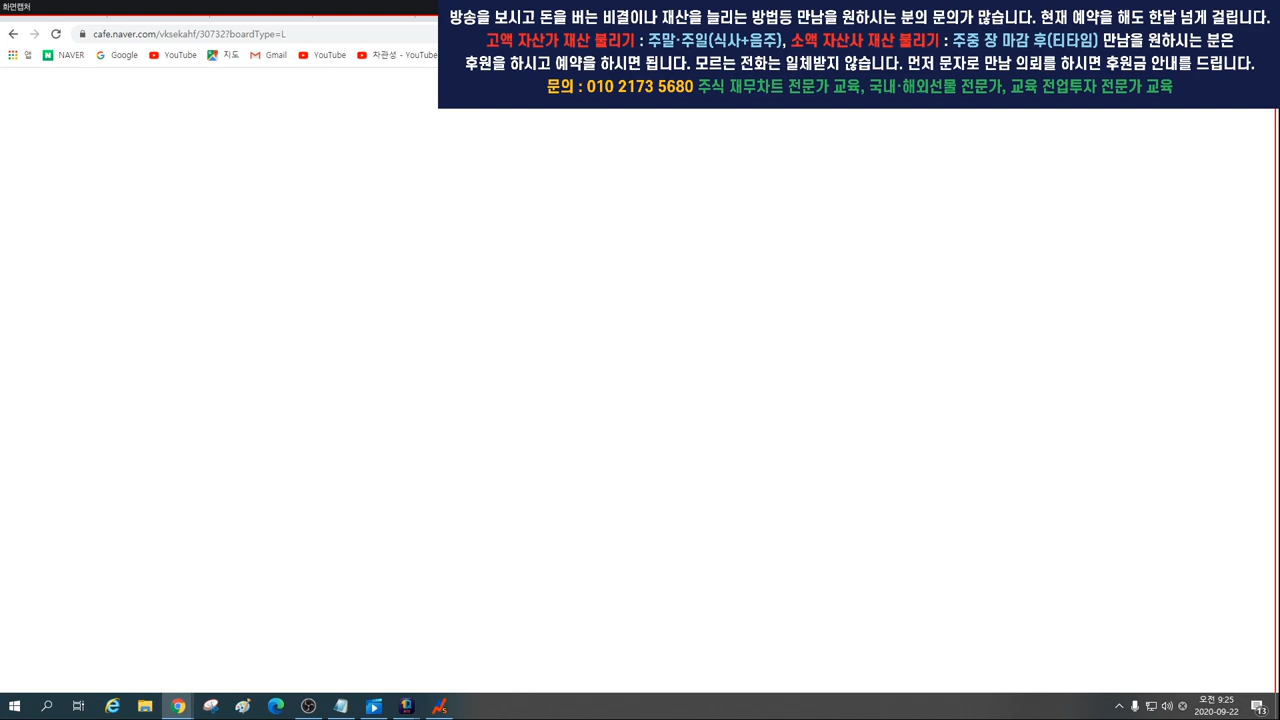 화면캡처
방송을 보시고 돈을 버는 비결이나 재산을 늘리는 방법등 만남을 원하시는 분의 문의가 많습니다. 현재 예약을 해도 한달 넘게 걸립니다.
고액 자산가 재산 불리기 : 주말·주일(식사+음주), 소액 자산사 재산 불리기 : 주중 장 마감 후(티타임) 만남을 원하시는 분은
후원을 하시고 예약을 하시면 됩니다. 모르는 전화는 일체받지 않습니다. 먼저 문자로 만남 의뢰를 하시면 후원금 안내를 드립니다.
문의 : 010 2173 5680 주식 재무차트 전문가 교육, 국내·해외선물 전문가, 교육 전업투자 전문가 교육
cafe.naver.com/vksekahf/30732?boardType=L
앱 NAVER Google YouTube 지도 Gmail YouTube 차관성 - YouTube
오전 9:25
2020-09-22
13